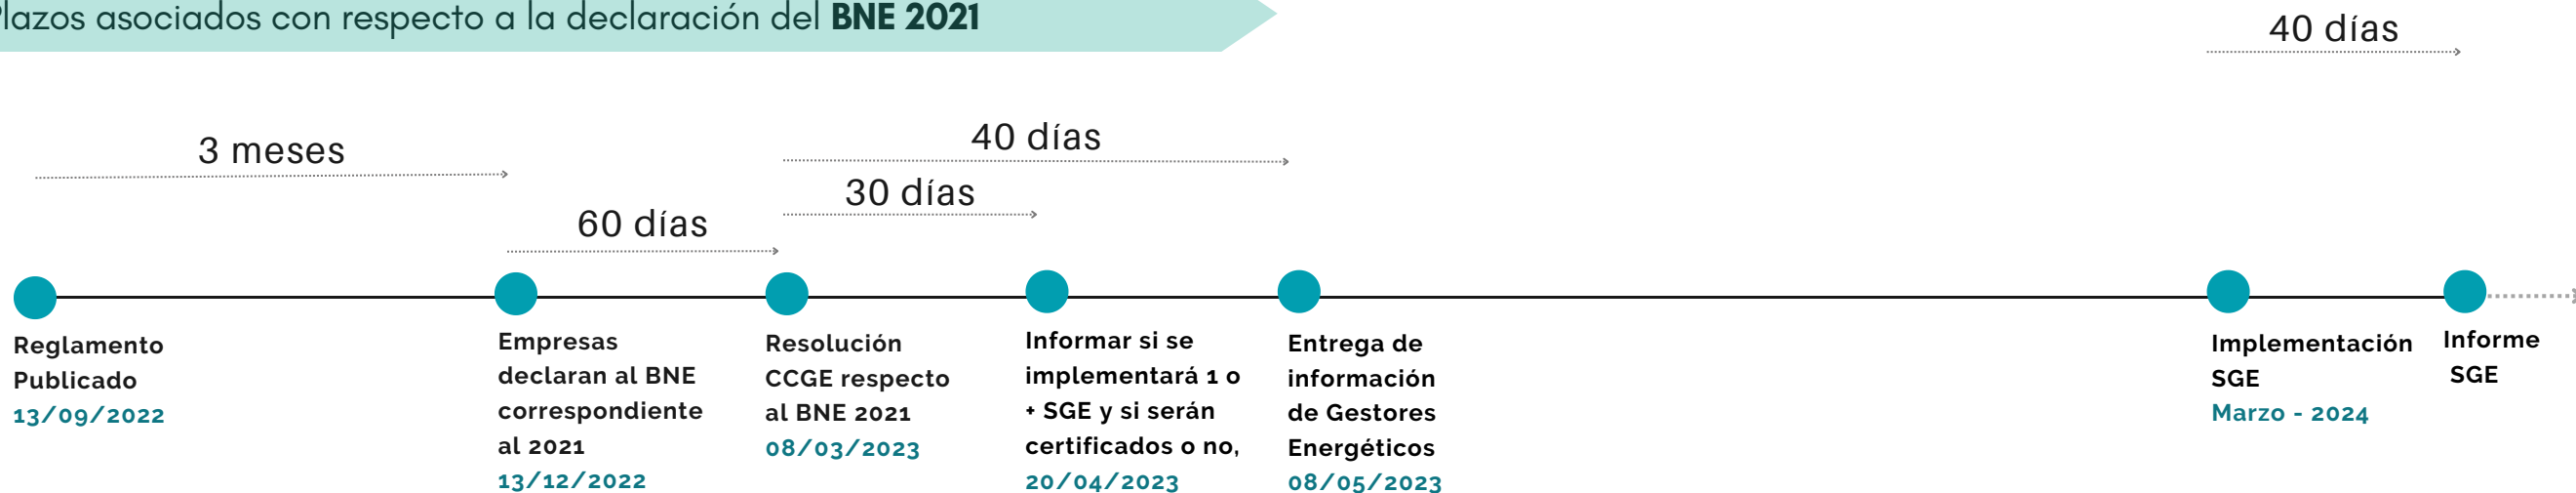 Plazos asociados con respecto a la declaración del BNE 2021
40 días
3 meses
40 días
30 días
60 días
Reglamento
Publicado
13/09/2022
Empresas
declaran al BNE
correspondiente
al 2021
13/12/2022
Resolución
CCGE respecto
al BNE 2021
08/03/2023
Informar si se
implementará 1 o
+ SGE y si serán
certificados o no,
20/04/2023
Entrega de
información
de Gestores
Energéticos
08/05/2023
Implementación
SGE
Marzo - 2024
Informe
SGE